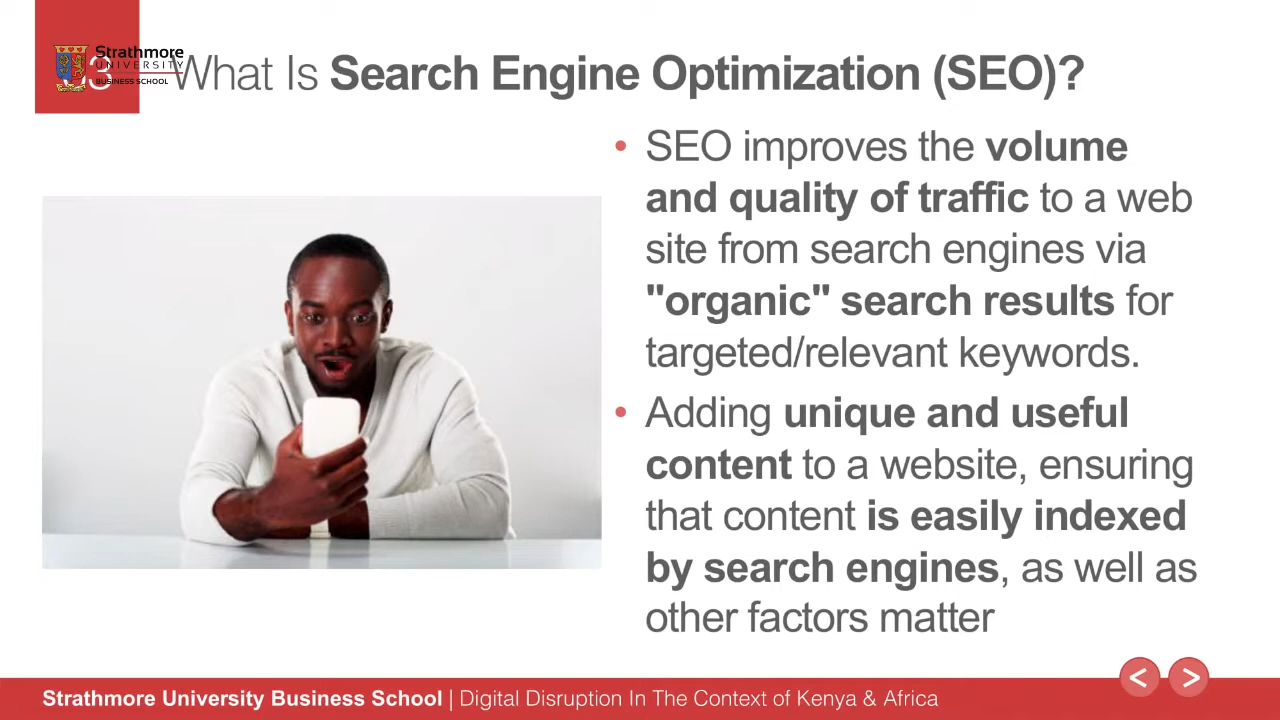 Strathmore
UNIVERSITY
BUSINESS SCHOOL
3
What Is Search Engine Optimization (SEO)?
• SEO improves the volume
and quality of traffic to a web
site from search engines via
"organic" search results for
targeted/relevant keywords.
• Adding unique and useful
content to a website, ensuring
that content is easily indexed
by search engines, as well as
other factors matter
< >
Strathmore University Business School | Digital Disruption In The Context of Kenya & Africa